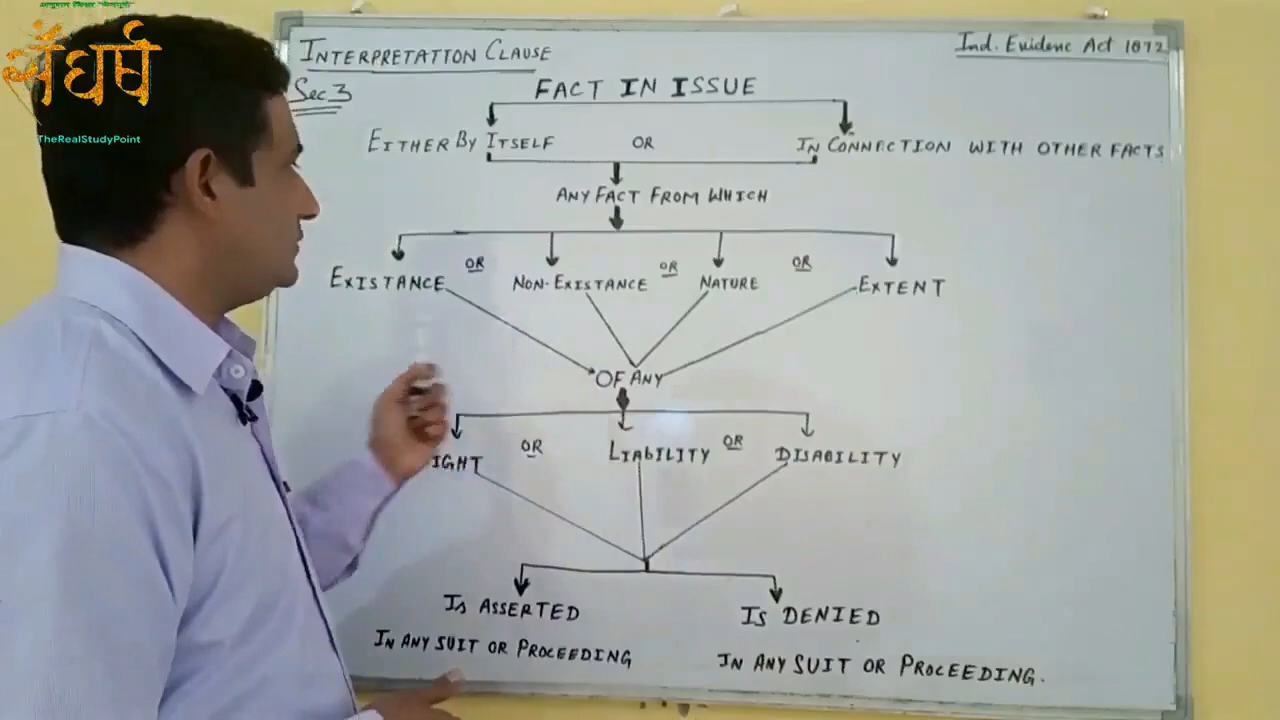 संघर्ष
TheRealStudyPoint
INTERPRETATION CLAUSE
Ind. Evidenc Act 1872
Sec 3
FACT IN ISSUE
EITHER BY ITSELF OR IN CONNECTION WITH OTHER FACTS
ANY FACT FROM WHICH
EXISTANCE OR NON-EXISTANCE OR NATURE OR EXTENT
OF ANY
IGHT OR LIABILITY OR DISABILITY
IS ASSERTED IS DENIED
IN ANY SUIT OR PROCEEDING IN ANY SUIT OR PROCEEDING.